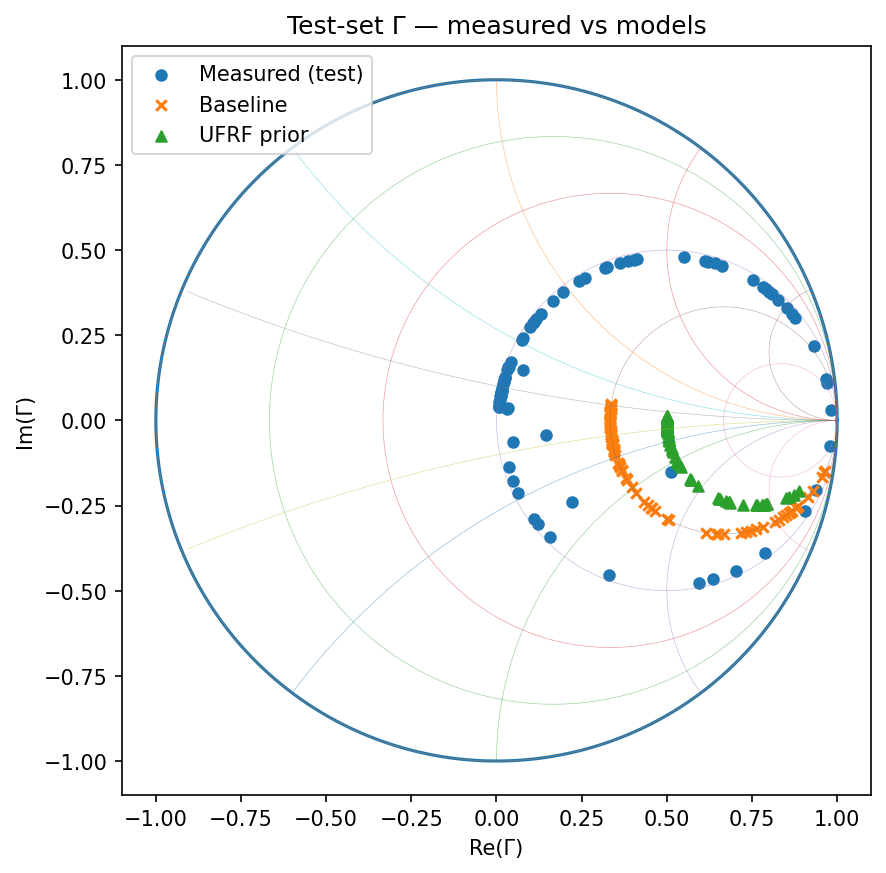 Test-set Γ — measured vs models
Measured (test)
Baseline
UFRF prior
1.00
0.75
0.50
0.25
0.00
−0.25
−0.50
−0.75
−1.00
Im(Γ)
−1.00 −0.75 −0.50 −0.25 0.00 0.25 0.50 0.75 1.00
Re(Γ)